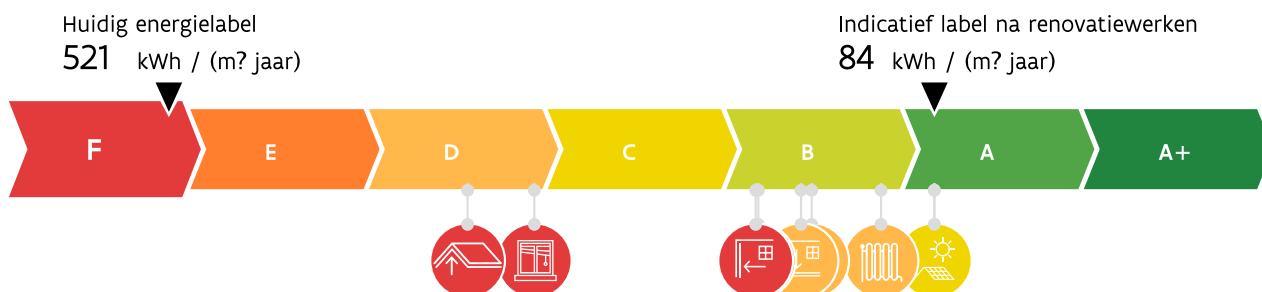 Huidig energielabel
521 kWh / (m? jaar)
Indicatief label na renovatiewerken
84 kWh / (m? jaar)
F E D C B A A+